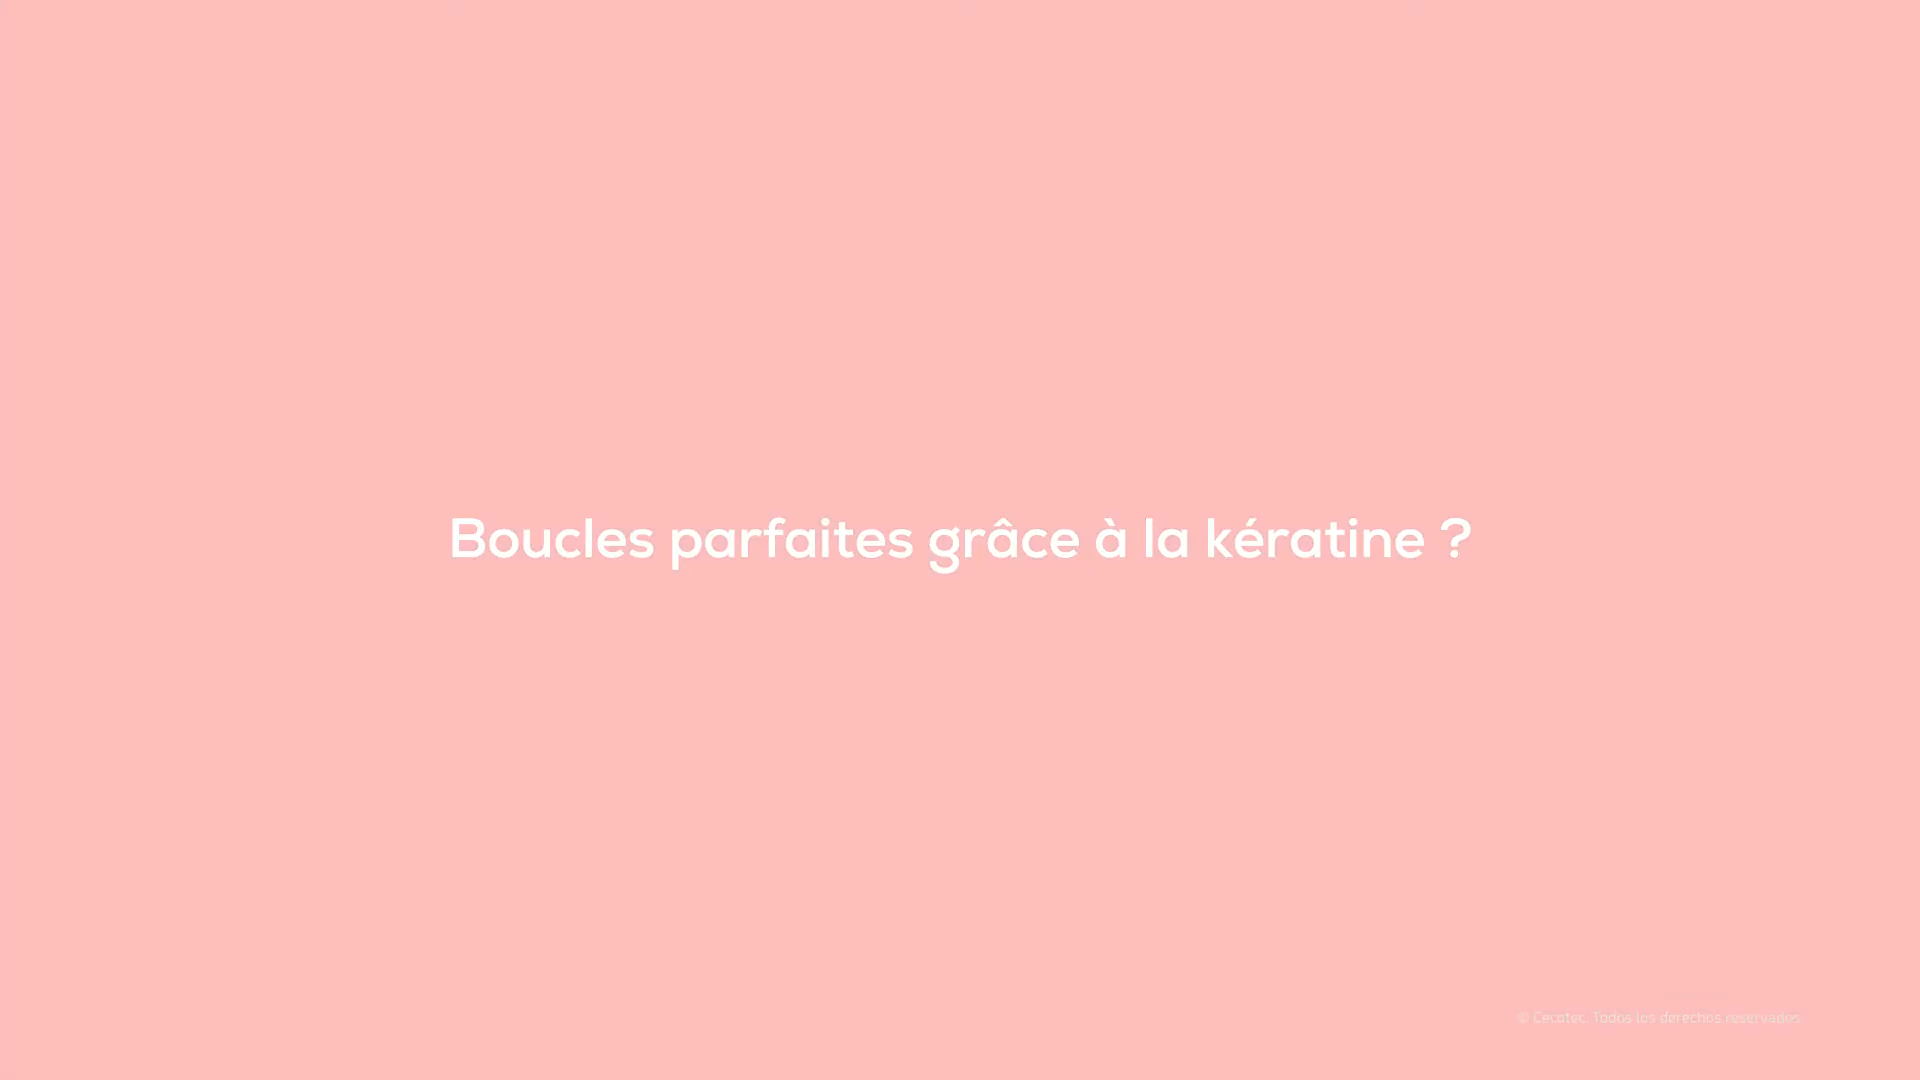 Boucles parfaites grâce à la kératine ?
© Cecotec. Todos los derechos reservados.